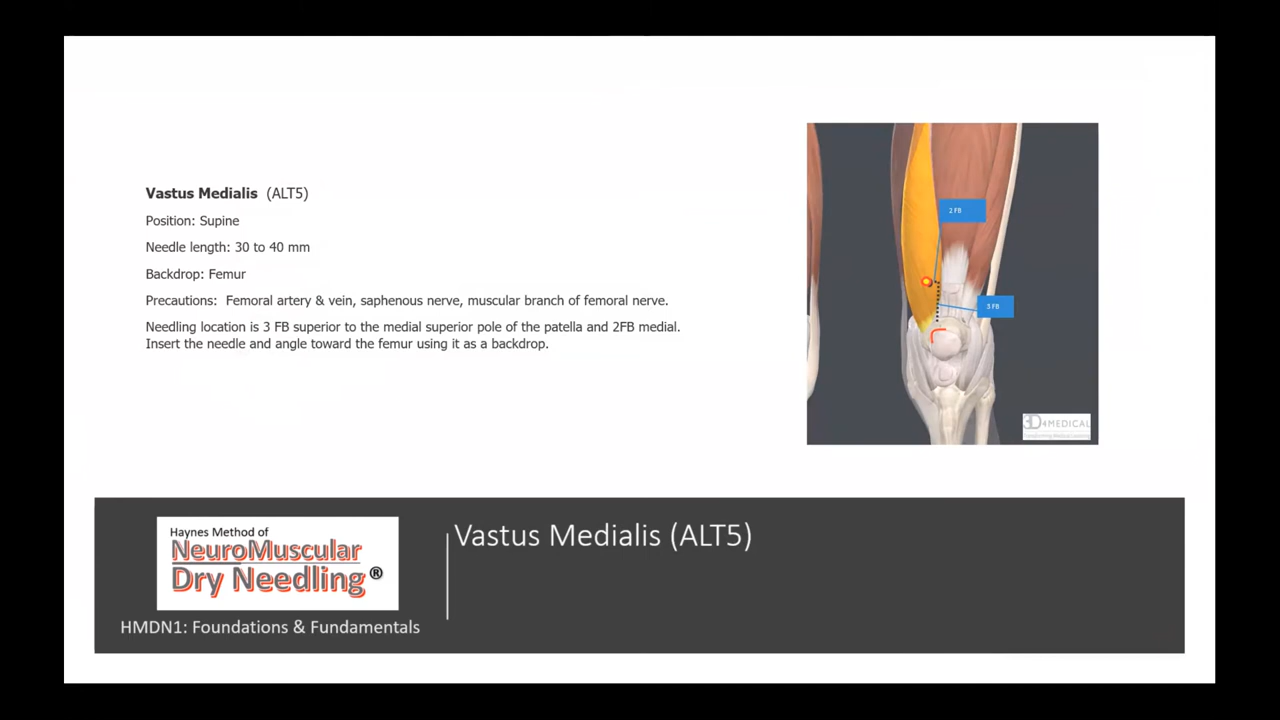 Vastus Medialis (ALT5)
Position: Supine
Needle length: 30 to 40 mm
Backdrop: Femur
Precautions: Femoral artery & vein, saphenous nerve, muscular branch of femoral nerve.
Needling location is 3 FB superior to the medial superior pole of the patella and 2FB medial.
Insert the needle and angle toward the femur using it as a backdrop.
2 FB
3 FB
3D4MEDICAL
Haynes Method of
NeuroMuscular
Dry Needling®
HMDN1: Foundations & Fundamentals
Vastus Medialis (ALT5)